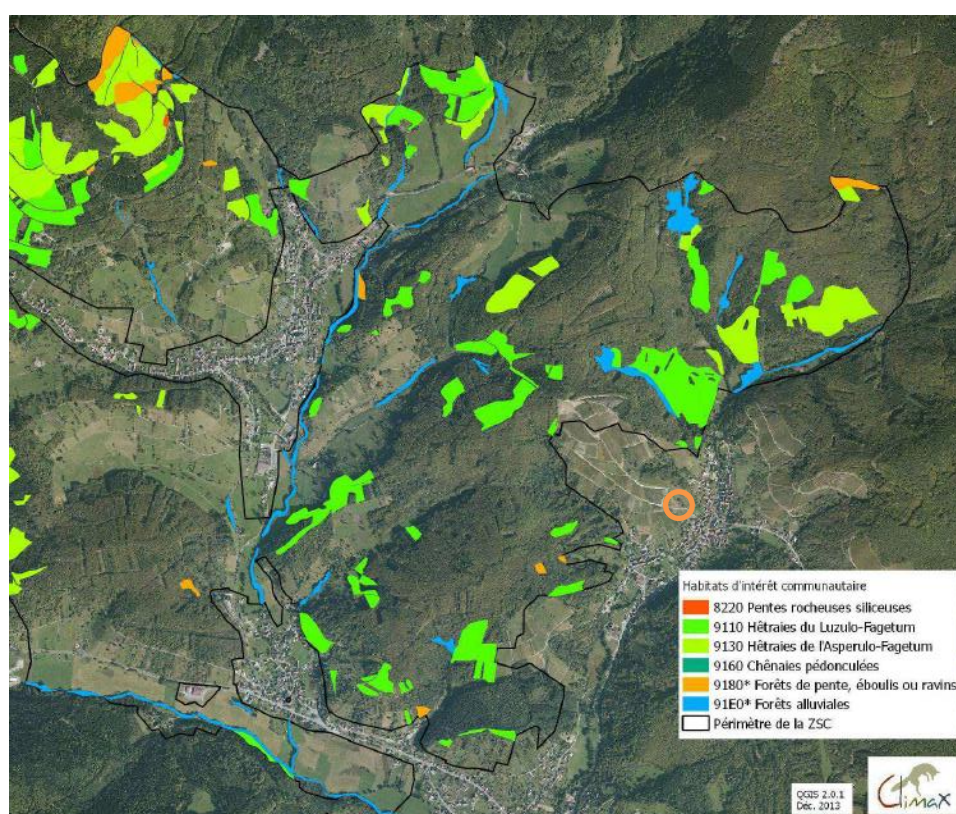 Habitats d'intérêt communautaire
8220 Pentes rocheuses siliceuses
9110 Hêtraies du Luzulo-Fagetum
9130 Hêtraies de l'Asperulo-Fagetum
9160 Chênaies pédonculées
9180* Forêts de pente, éboulis ou ravins
91E0* Forêts alluviales
Périmètre de la ZSC
QGIS 2.0.1
Déc. 2013
Climax